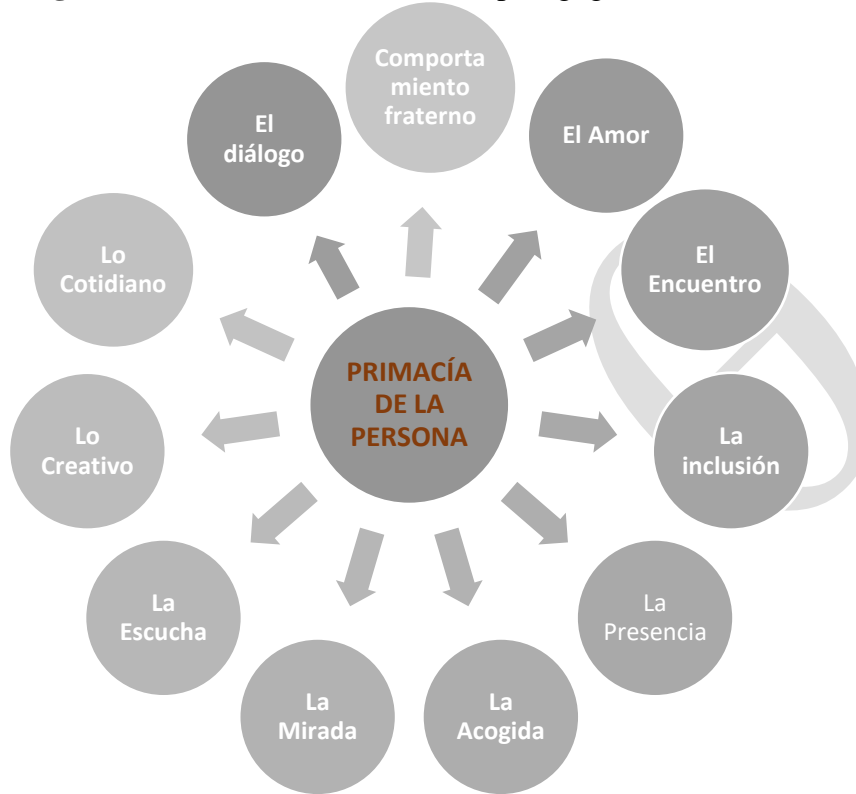 Comporta
miento
fraterno
El Amor
El
Encuentro
La
inclusión
La
Presencia
La
Acogida
La
Mirada
La
Escucha
Lo
Creativo
Lo
Cotidiano
El
diálogo
PRIMACÍA
DE LA
PERSONA